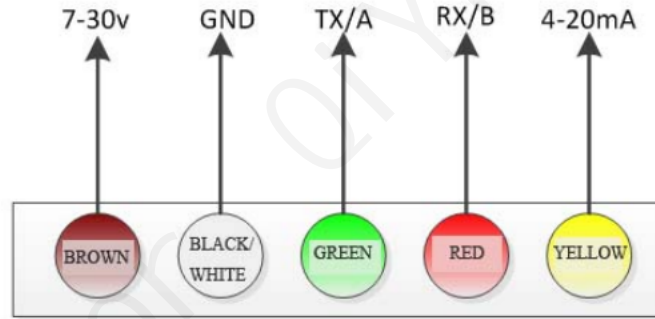 7-30v GND TX/A RX/B 4-20mA
BROWN BLACK/ GREEN RED YELLOW
WHITE